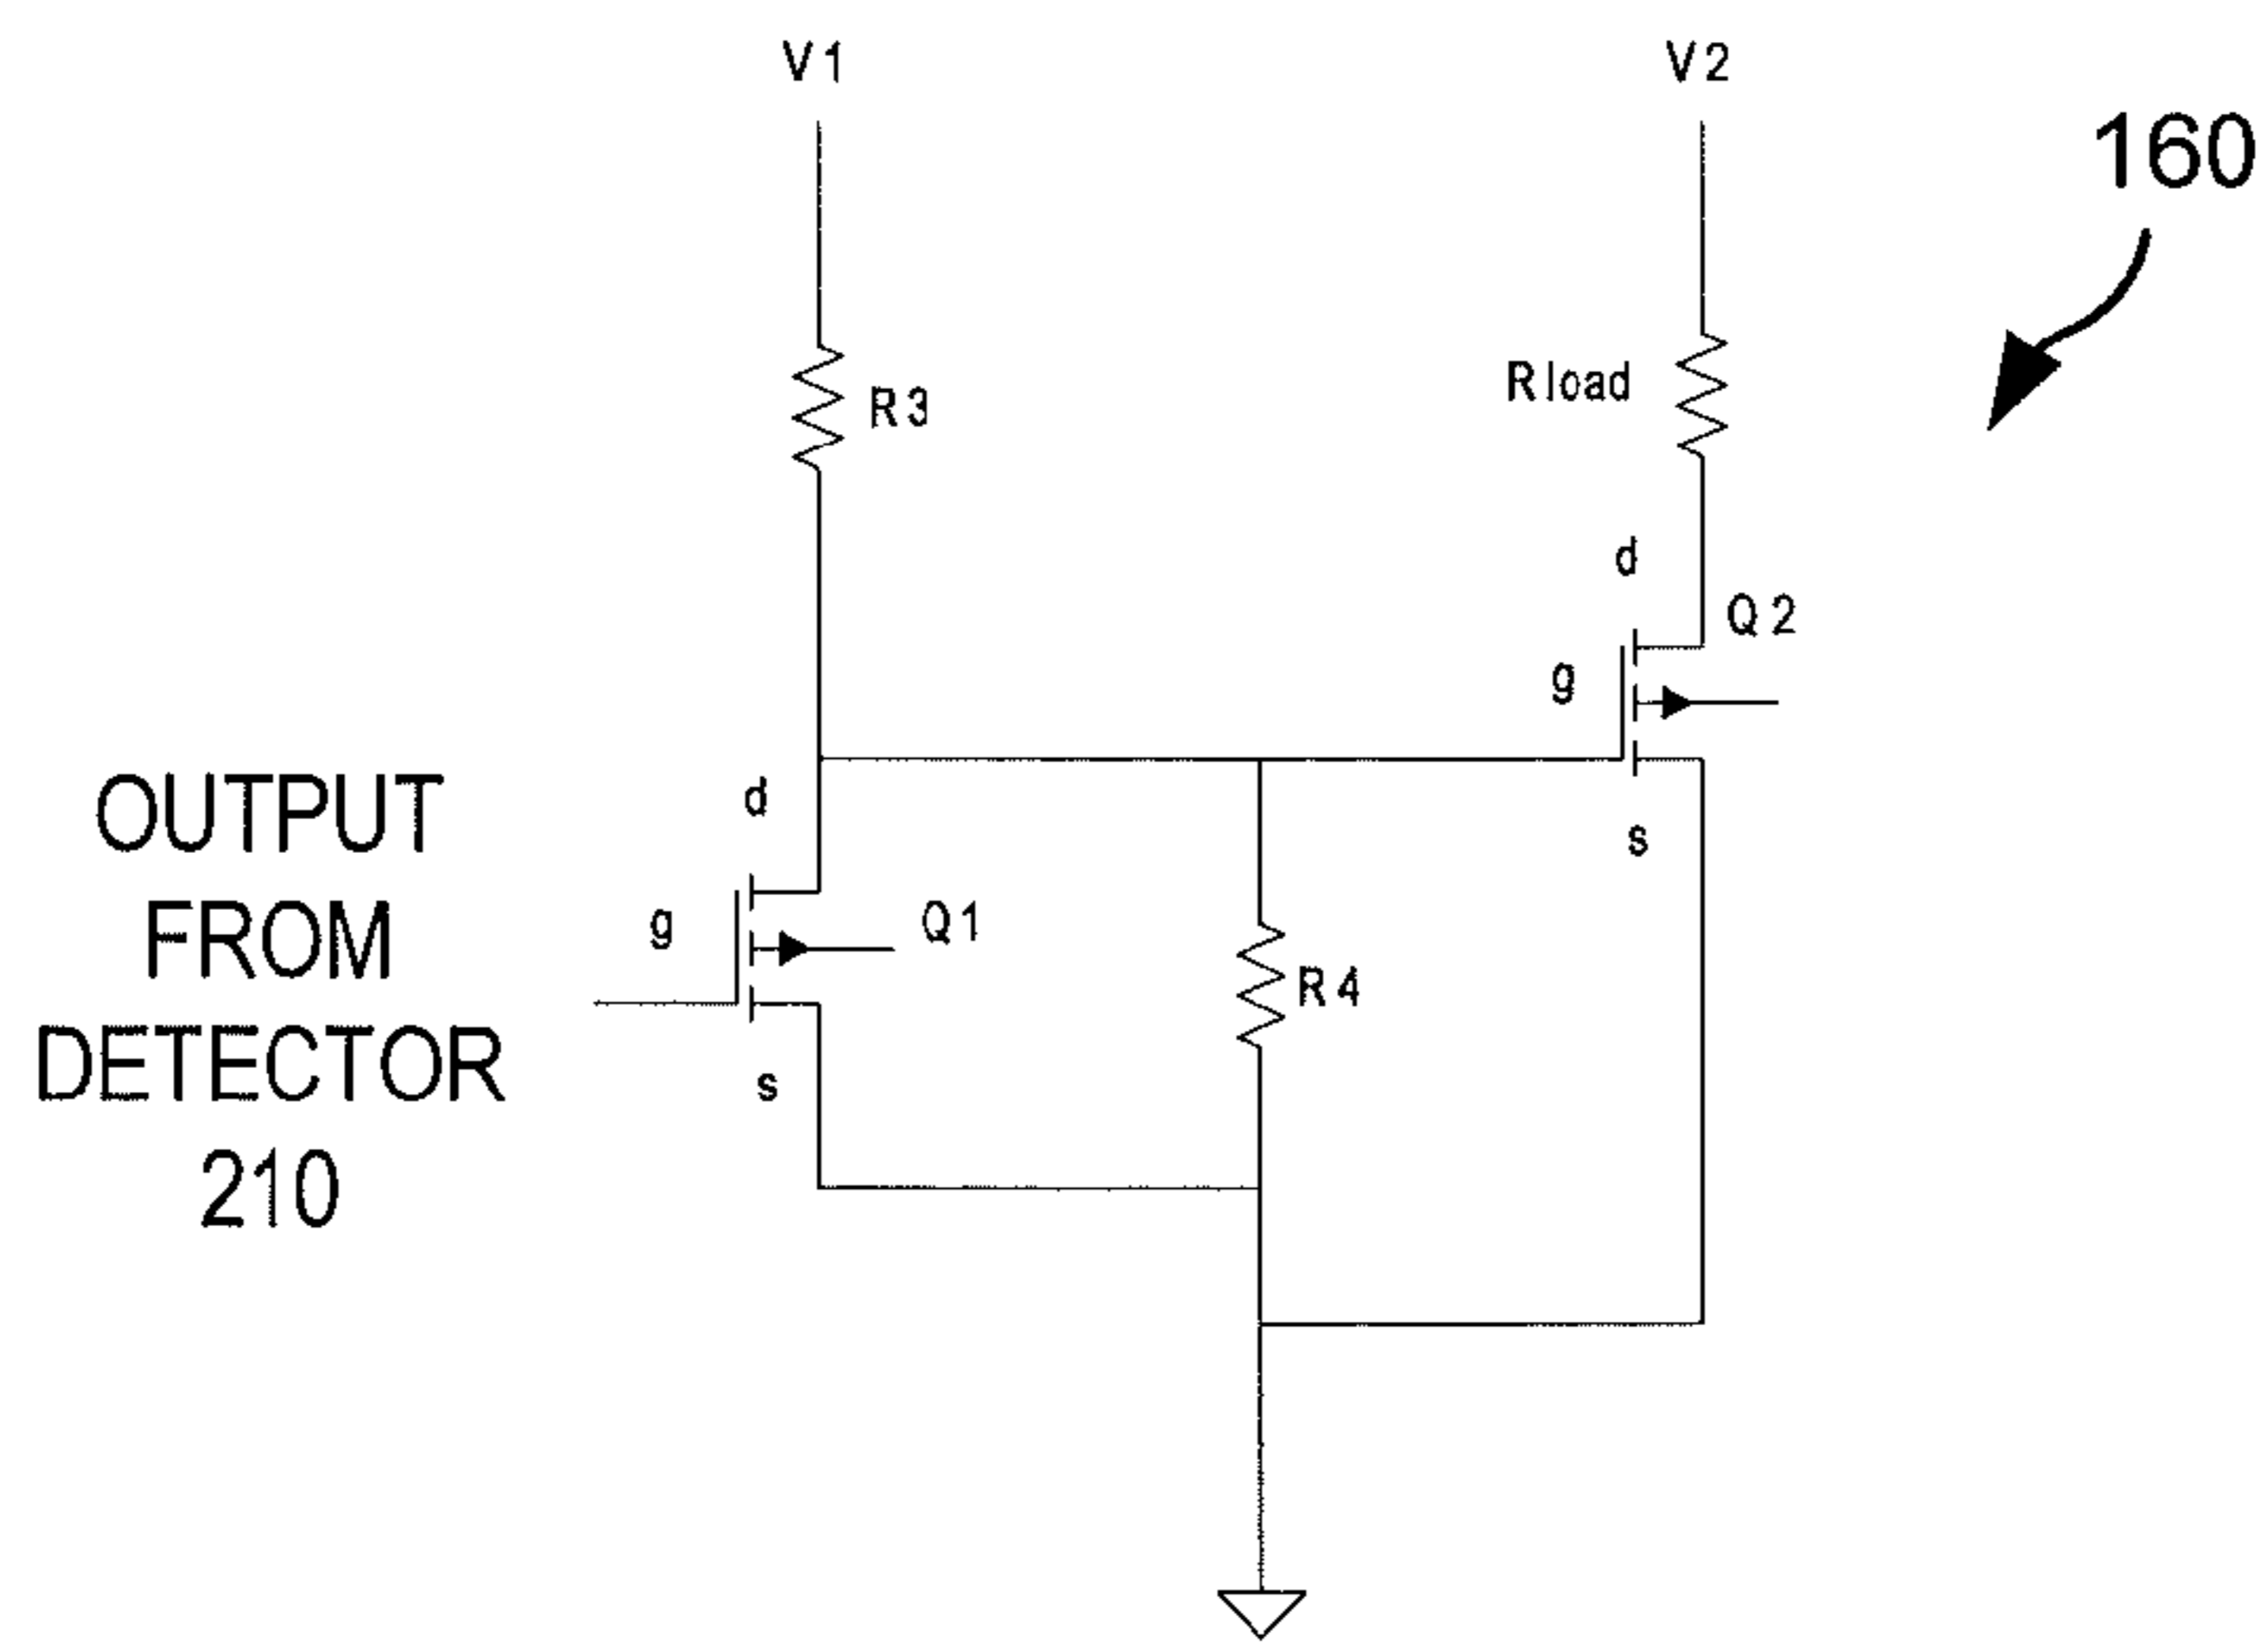 V1
V2
160
R3
Rload
d
Q2
g
s
OUTPUT
FROM
DETECTOR
210
d
g
Q1
s
R4